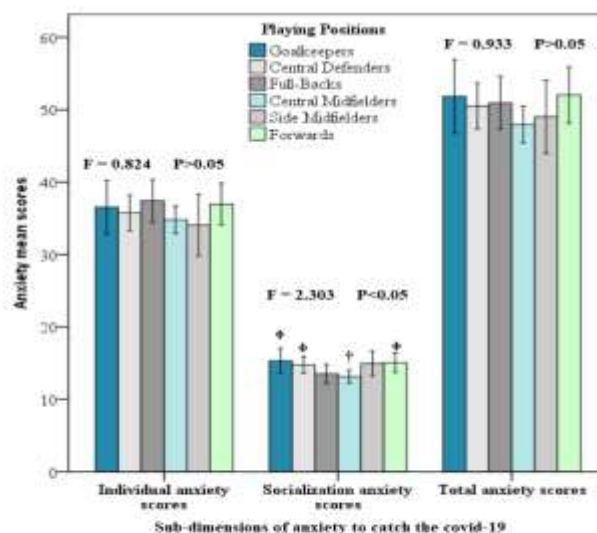 Playing Positions
Goalkeepers
Central Defenders
Full-Backs
Central Midfielders
Side Midfielders
Forwards
F = 0.933 P>0.05
F = 0.824 P>0.05
F = 2.303 P<0.05
Anxiety mean scores
60
50
40
30
20
10
0
Individual anxiety scores
Socialization anxiety scores
Total anxiety scores
Sub-dimensions of anxiety to catch the covid-19